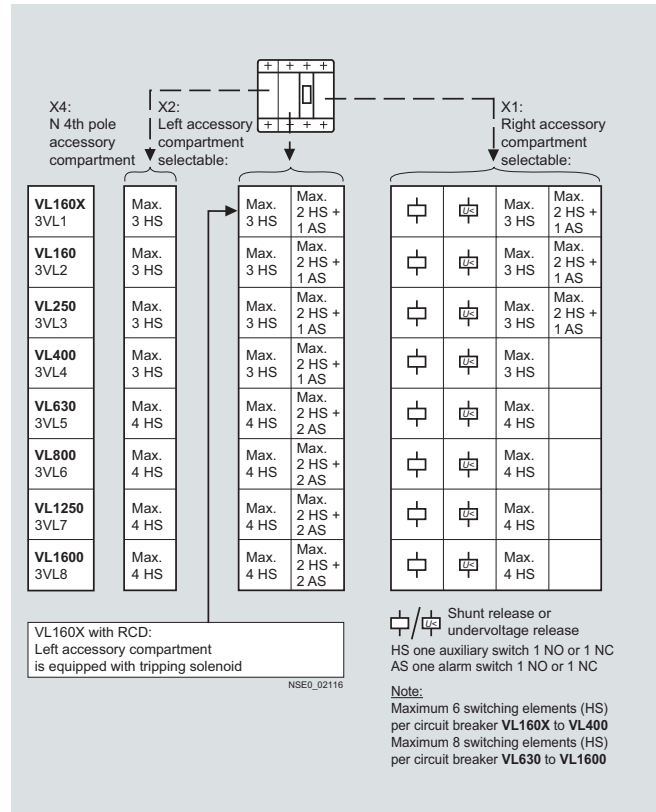 + + + +
+ + + +
X4:
N 4th pole
accessory
compartment
X2:
Left accessory
compartment
selectable:
X1:
Right accessory
compartment
selectable:
VL160X
3VL1
Max.
3 HS
Max.
3 HS
Max.
2 HS +
1 AS
U<
Max.
3 HS
Max.
2 HS +
1 AS
VL160
3VL2
Max.
3 HS
Max.
3 HS
Max.
2 HS +
1 AS
U<
Max.
3 HS
Max.
2 HS +
1 AS
VL250
3VL3
Max.
3 HS
Max.
3 HS
Max.
2 HS +
1 AS
U<
Max.
3 HS
Max.
2 HS +
1 AS
VL400
3VL4
Max.
3 HS
Max.
3 HS
Max.
2 HS +
1 AS
U<
Max.
3 HS
VL630
3VL5
Max.
4 HS
Max.
4 HS
Max.
2 HS +
2 AS
U<
Max.
4 HS
VL800
3VL6
Max.
4 HS
Max.
4 HS
Max.
2 HS +
2 AS
U<
Max.
4 HS
VL1250
3VL7
Max.
4 HS
Max.
4 HS
Max.
2 HS +
2 AS
U<
Max.
4 HS
VL1600
3VL8
Max.
4 HS
Max.
4 HS
Max.
2 HS +
2 AS
U<
Max.
4 HS
VL160X with RCD:
Left accessory compartment
is equipped with tripping solenoid
NSE0_02116
/ U< Shunt release or
undervoltage release
HS one auxiliary switch 1 NO or 1 NC
AS one alarm switch 1 NO or 1 NC
Note:
Maximum 6 switching elements (HS)
per circuit breaker VL160X to VL400
Maximum 8 switching elements (HS)
per circuit breaker VL630 to VL1600